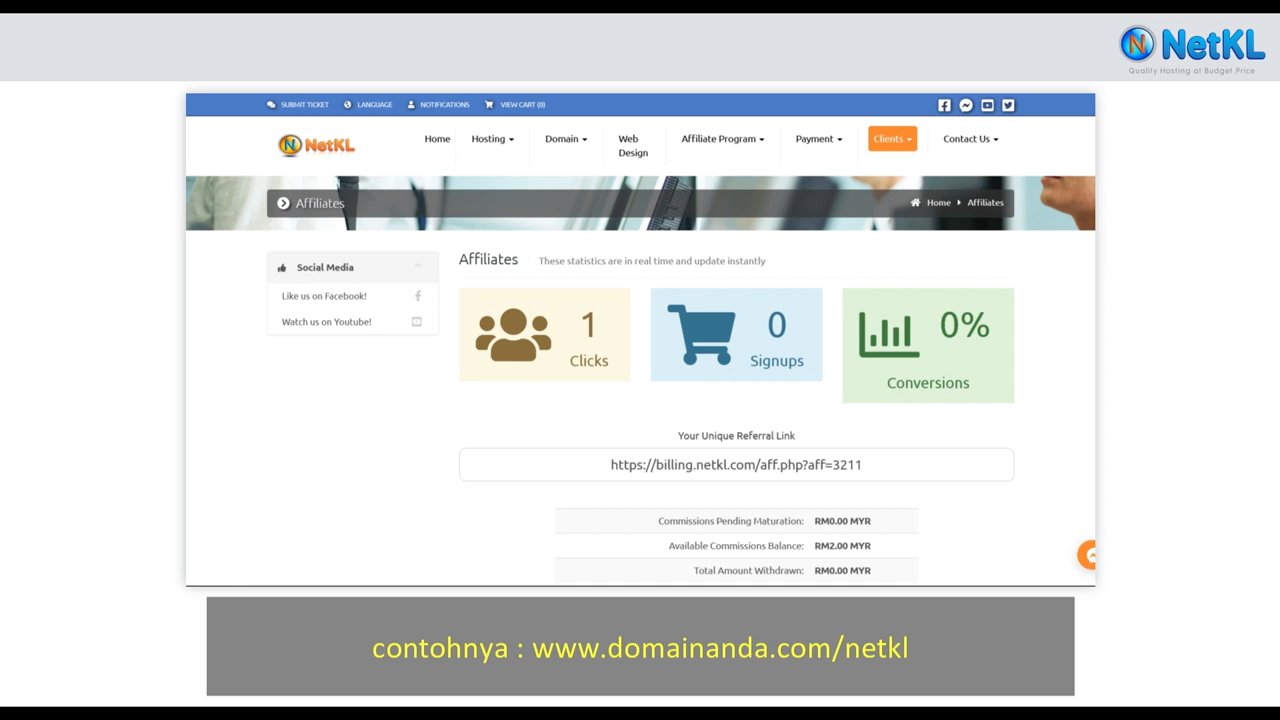 NetKL
Quality Hosting at Budget Price
SUBMIT TICKET LANGUAGE NOTIFICATIONS VIEW CART (0)
NetKL
Home Hosting Domain Web Design Affiliate Program Payment Clients Contact Us
Affiliates
Home Affiliates
Social Media
Like us on Facebook!
Watch us on Youtube!
Affiliates These statistics are in real time and update instantly
1
Clicks
0
Signups
0%
Conversions
Your Unique Referral Link
https://billing.netkl.com/aff.php?aff=3211
Commissions Pending Maturation: RM0.00 MYR
Available Commissions Balance: RM2.00 MYR
Total Amount Withdrawn: RM0.00 MYR
contohnya : www.domainanda.com/netkl